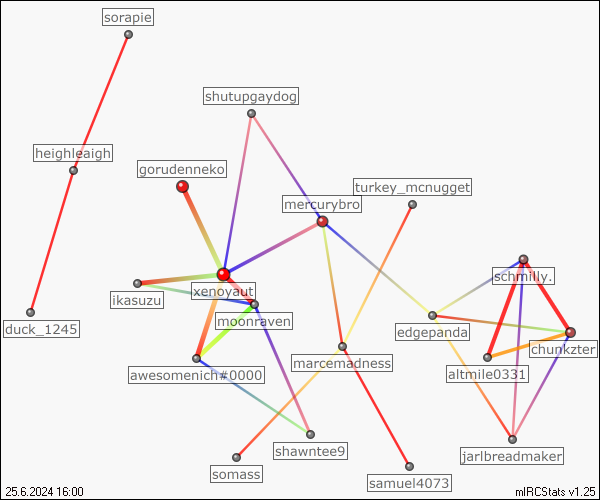 sorapie
shutupgaydog
heighleaigh
gorudenneko
turkey_mcnugget
mercurybro
schmilly.
xenoyaut
ikasuzu
moonraven
duck_1245
edgepanda
chunkzter
marcemadness
awesomenich#0000
altmile0331
shawntee9
jarlbreadmaker
somass
samuel4073
25.6.2024 16:00
mIRCStats v1.25